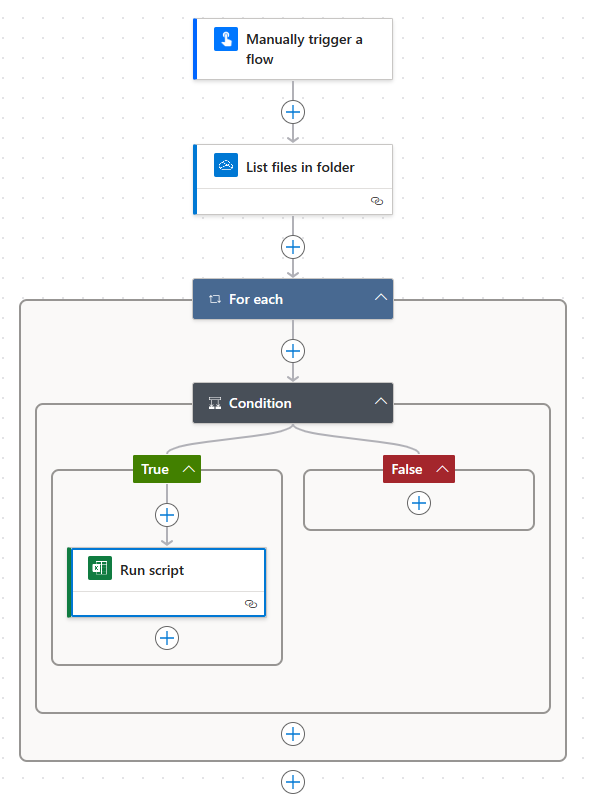 Manually trigger a
flow
List files in folder
For each
Condition
True
False
Run script